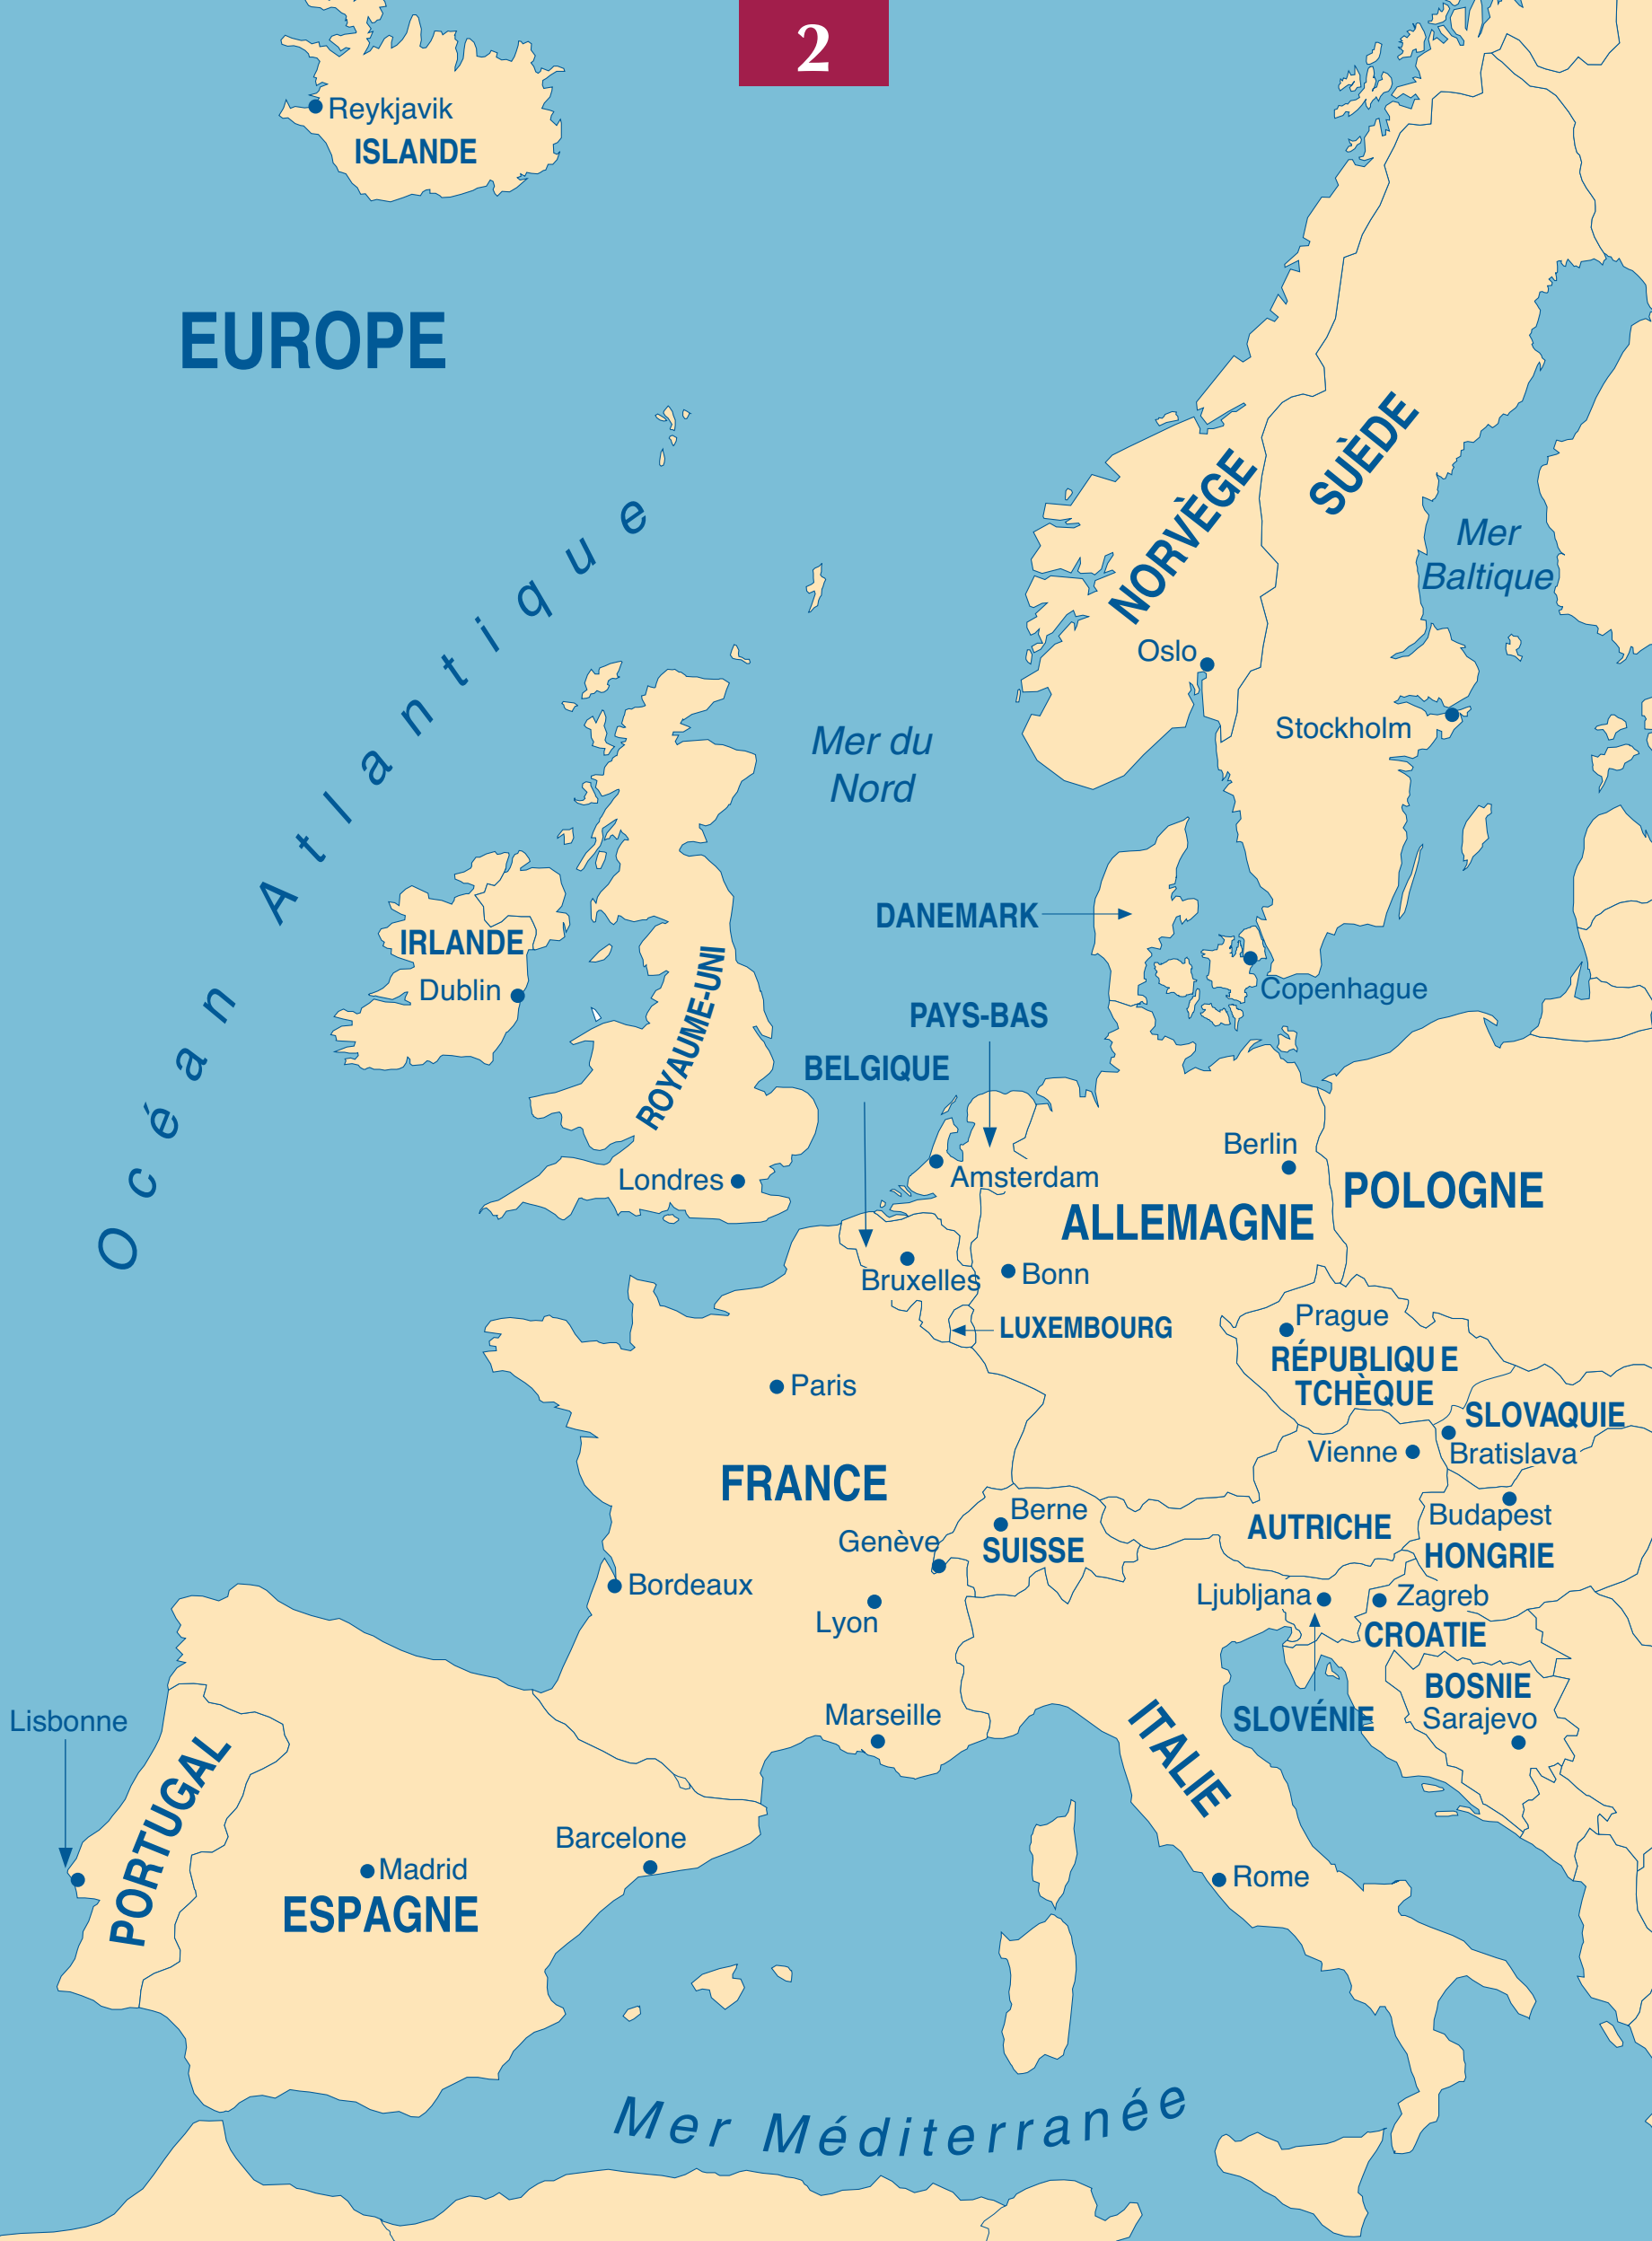 2
Reykjavik
ISLANDE
EUROPE
Océan Atlantique
SUÈDE
NORVÈGE
Mer
Baltique
Oslo
Stockholm
Mer du
Nord
DANEMARK
IRLANDE
Dublin
ROYAUME-UNI
Copenhague
PAYS-BAS
BELGIQUE
Berlin
Londres
Amsterdam
POLOGNE
ALLEMAGNE
Bruxelles
Bonn
LUXEMBOURG
Prague
RÉPUBLIQUE
TCHÈQUE
Paris
SLOVAQUIE
Vienne
Bratislava
FRANCE
Berne
Budapest
AUTRICHE
Genève
SUISSE
HONGRIE
Bordeaux
Ljubljana
Zagreb
Lyon
CROATIE
BOSNIE
Marseille
SLOVÉNIE
Sarajevo
Lisbonne
ITALIE
PORTUGAL
Barcelone
Madrid
Rome
ESPAGNE
Mer Méditerranée